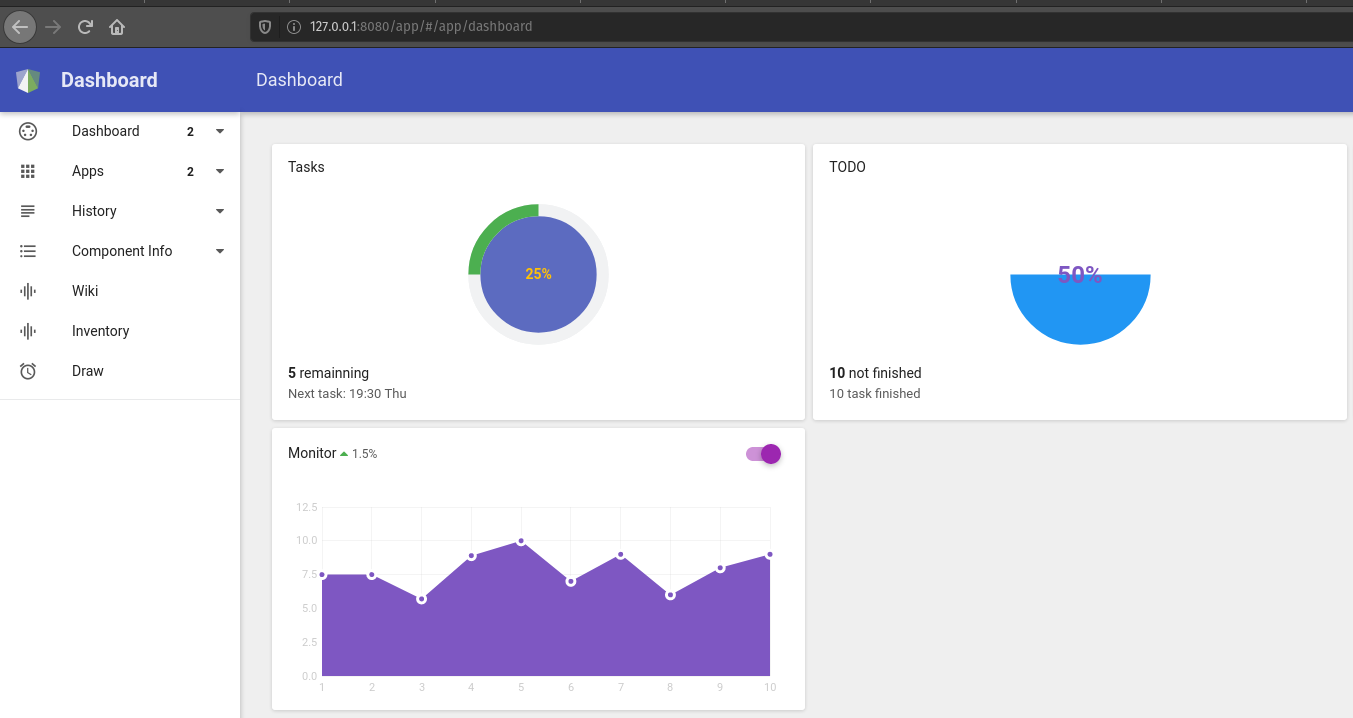 127.0.0.1:8080/app/#/app/dashboard
Dashboard
Dashboard
Dashboard 2
Apps 2
History
Component Info
Wiki
Inventory
Draw
Tasks
25%
5 remainning
Next task: 19:30 Thu
TODO
50%
10 not finished
10 task finished
Monitor 1.5%
12.5
10.0
7.5
5.0
2.5
0.0
1 2 3 4 5 6 7 8 9 10